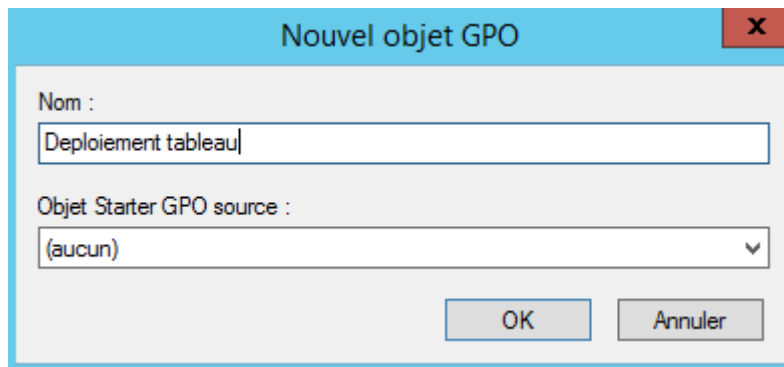 Nouvel objet GPO
x
Nom :
Deploiement tableau
Objet Starter GPO source :
(aucun)
OK
Annuler